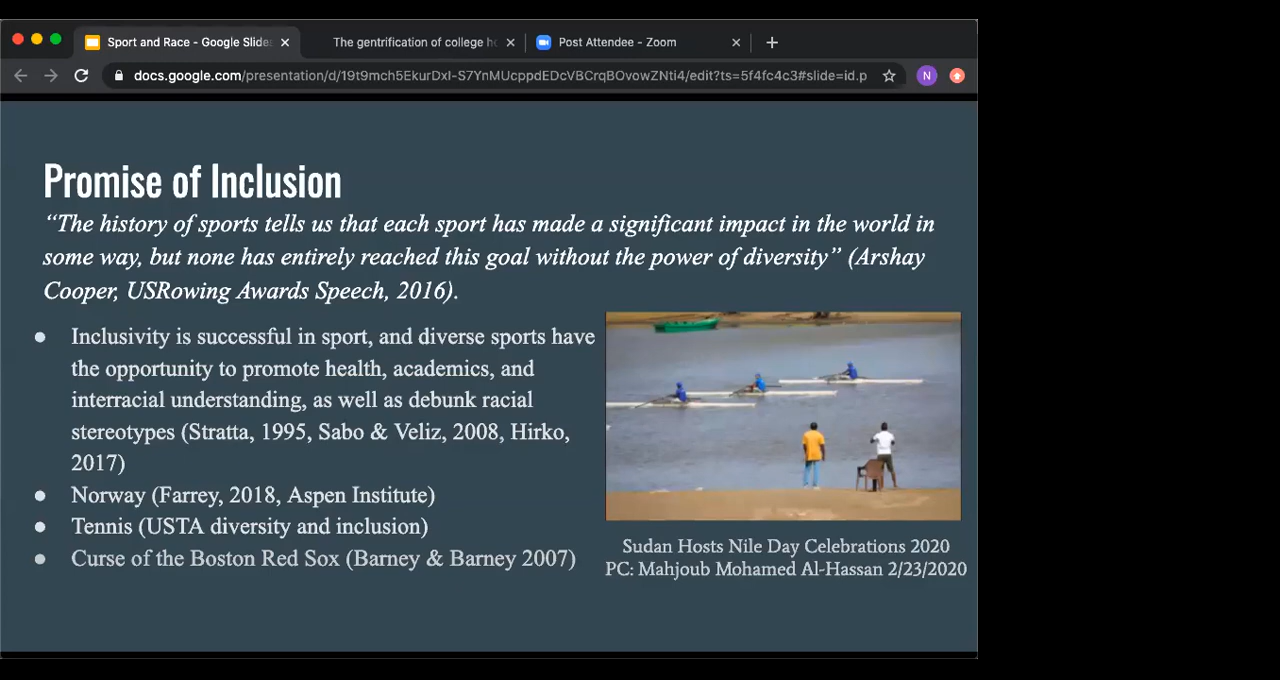 Sport and Race - Google Slide
The gentrification of college h
Post Attendee - Zoom
docs.google.com/presentation/d/19t9mch5EkurDxI-S7YnMUcppdEDcVBCrqBOvowZNti4/edit?ts=5f4fc4c3#slide=id.p
N
Promise of Inclusion
“The history of sports tells us that each sport has made a significant impact in the world in
some way, but none has entirely reached this goal without the power of diversity” (Arshay
Cooper, USRowing Awards Speech, 2016).
● Inclusivity is successful in sport, and diverse sports have
the opportunity to promote health, academics, and
interracial understanding, as well as debunk racial
stereotypes (Stratta, 1995, Sabo & Veliz, 2008, Hirko,
2017)
● Norway (Farrey, 2018, Aspen Institute)
● Tennis (USTA diversity and inclusion)
● Curse of the Boston Red Sox (Barney & Barney 2007)
Sudan Hosts Nile Day Celebrations 2020
PC: Mahjoub Mohamed Al-Hassan 2/23/2020